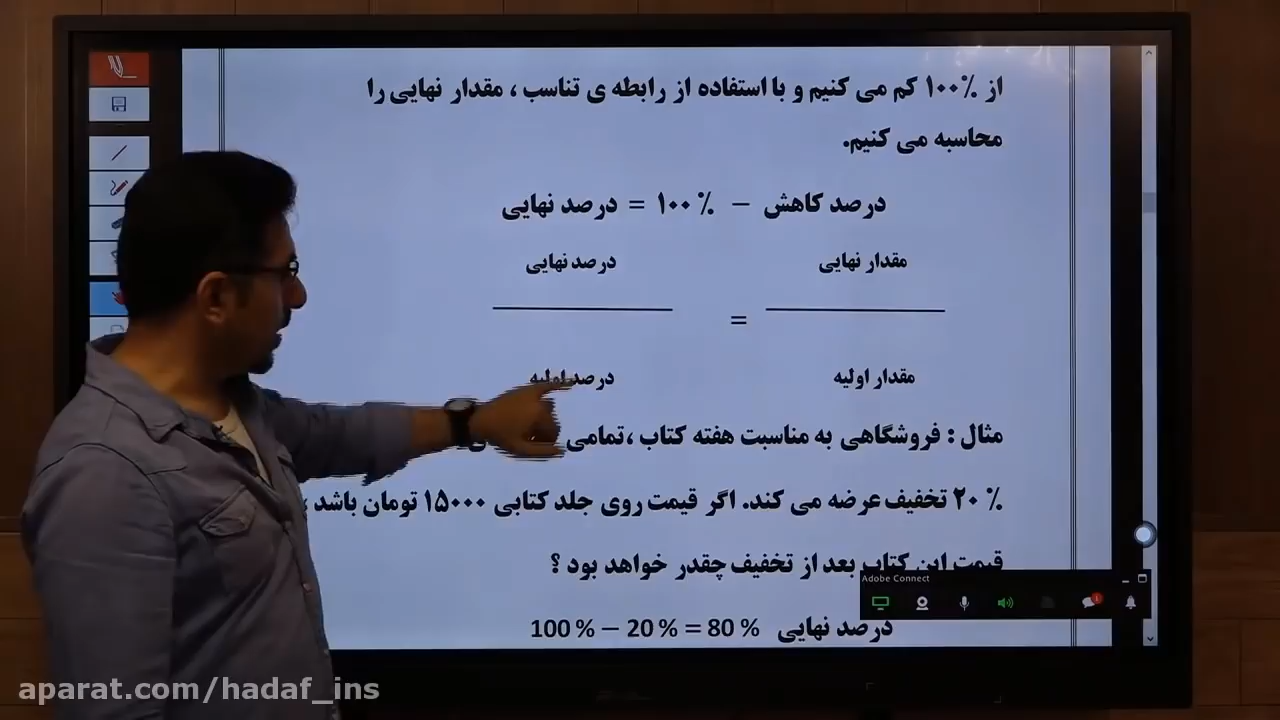 از %۱۰۰ کم می کنیم و با استفاده از رابطه ی تناسب ، مقدار نهایی را
محاسبه می کنیم.
درصد کاهش − %۱۰۰ = درصد نهایی
مقدار نهایی درصد نهایی
=
مقدار اولیه درصد اولیه
مثال : فروشگاهی به مناسبت هفته کتاب ،تمامی
% ۲۰ تخفیف عرضه می کند. اگر قیمت روی جلد کتابی ۱۵۰۰۰ تومان باشد ،
قیمت این کتاب بعد از تخفیف چقدر خواهد بود ؟
Adobe Connect
درصد نهایی 100 % − 20 % = 80 %
aparat.com/hadaf_ins